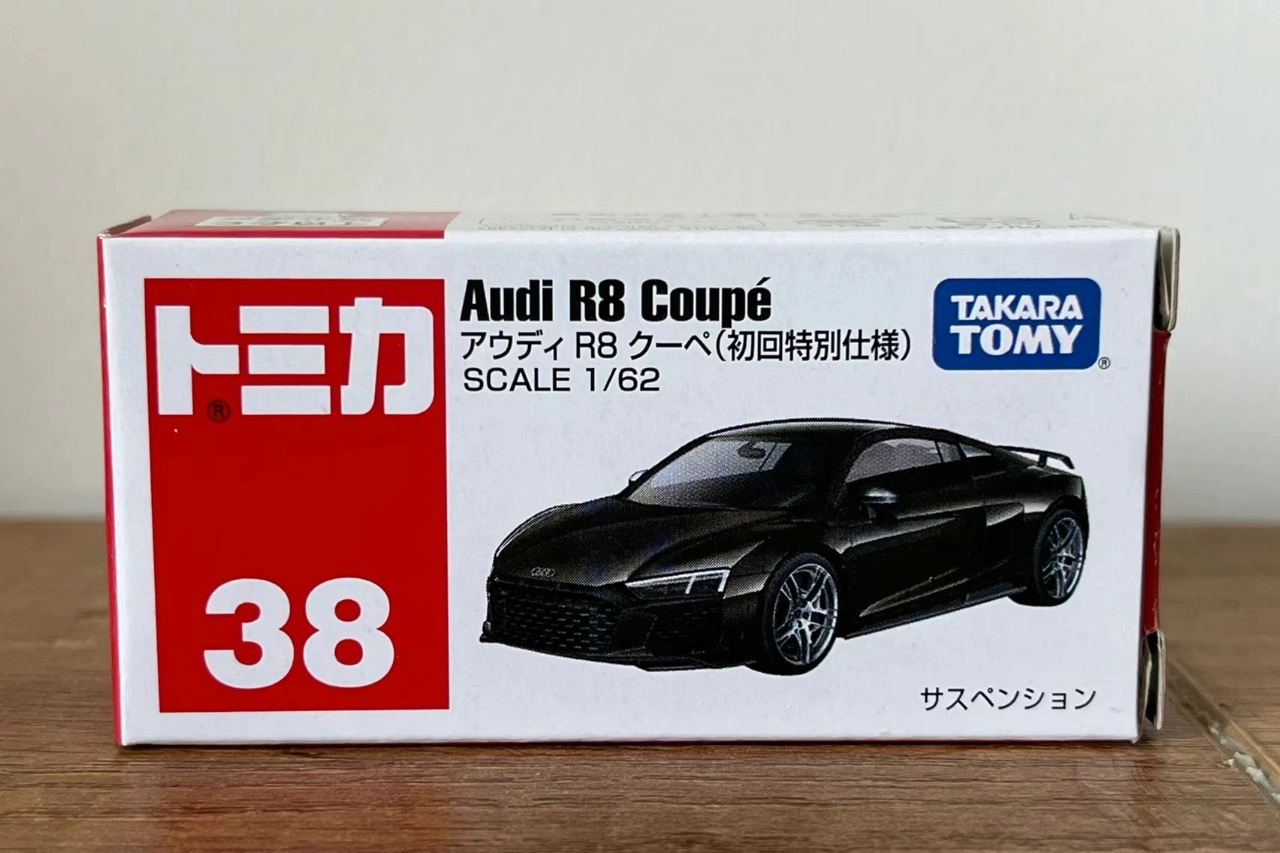 トミカ
®
38
Audi R8 Coupé
アウディ R8 クーペ(初回特別仕様)
SCALE 1/62
TAKARA
TOMY
®
サスペンション